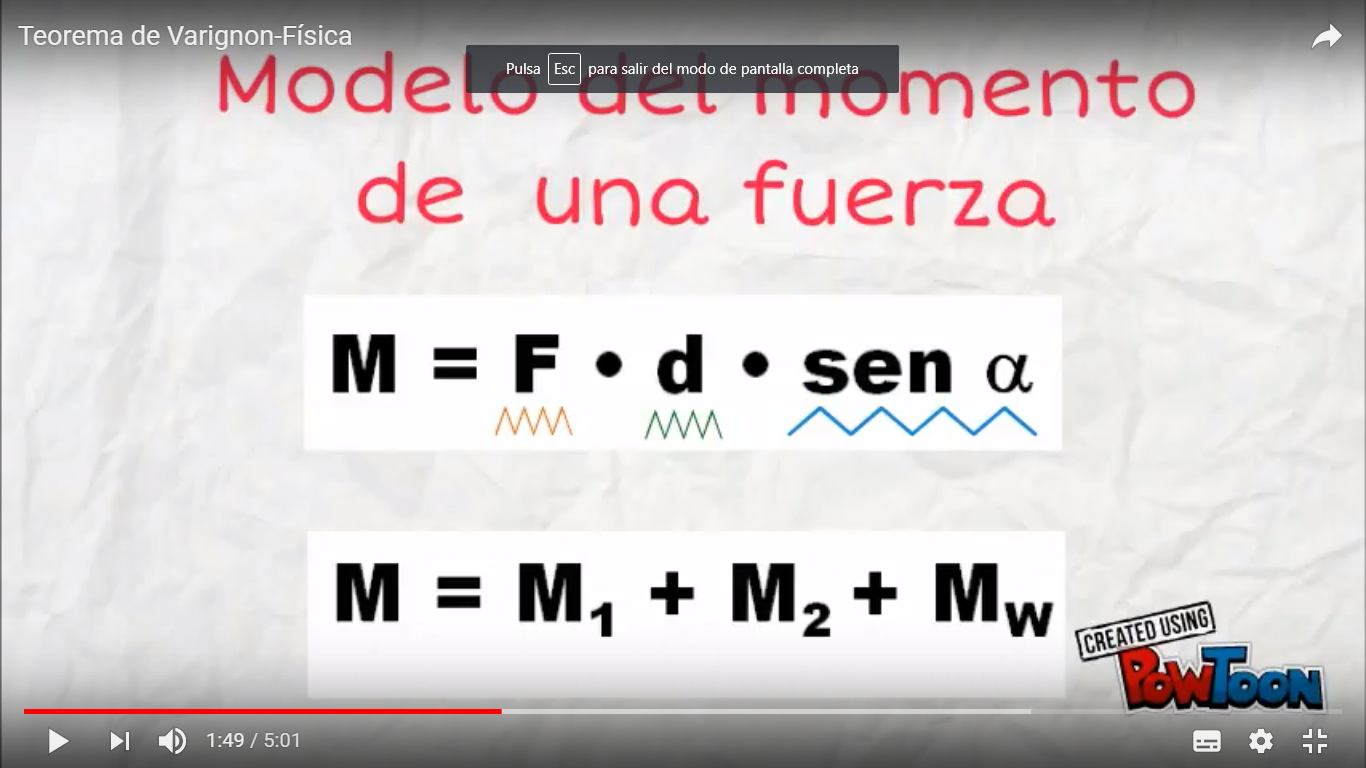 Teorema de Varignon-Física
Pulsa Esc para salir del modo de pantalla completa
Modelo del momento
de una fuerza
M = F • d • sen α
M = M₁ + M₂ + M_W
CREATED USING
POWTOON
1:49 / 5:01